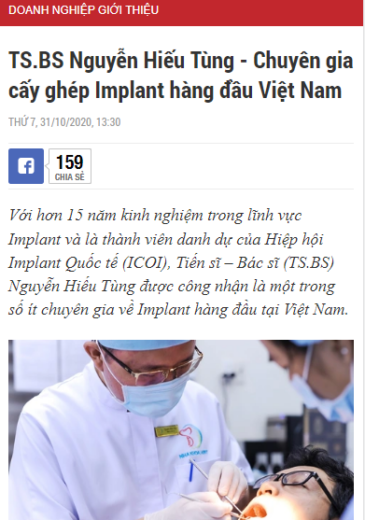 DOANH NGHIỆP GIỚI THIỆU
TS.BS Nguyễn Hiếu Tùng - Chuyên gia
cấy ghép Implant hàng đầu Việt Nam
THỨ 7, 31/10/2020, 13:30
159
CHIA SẺ
Với hơn 15 năm kinh nghiệm trong lĩnh vực
Implant và là thành viên danh dự của Hiệp hội
Implant Quốc tế (ICOI), Tiến sĩ – Bác sĩ (TS.BS)
Nguyễn Hiếu Tùng được công nhận là một trong
số ít chuyên gia về Implant hàng đầu tại Việt Nam.